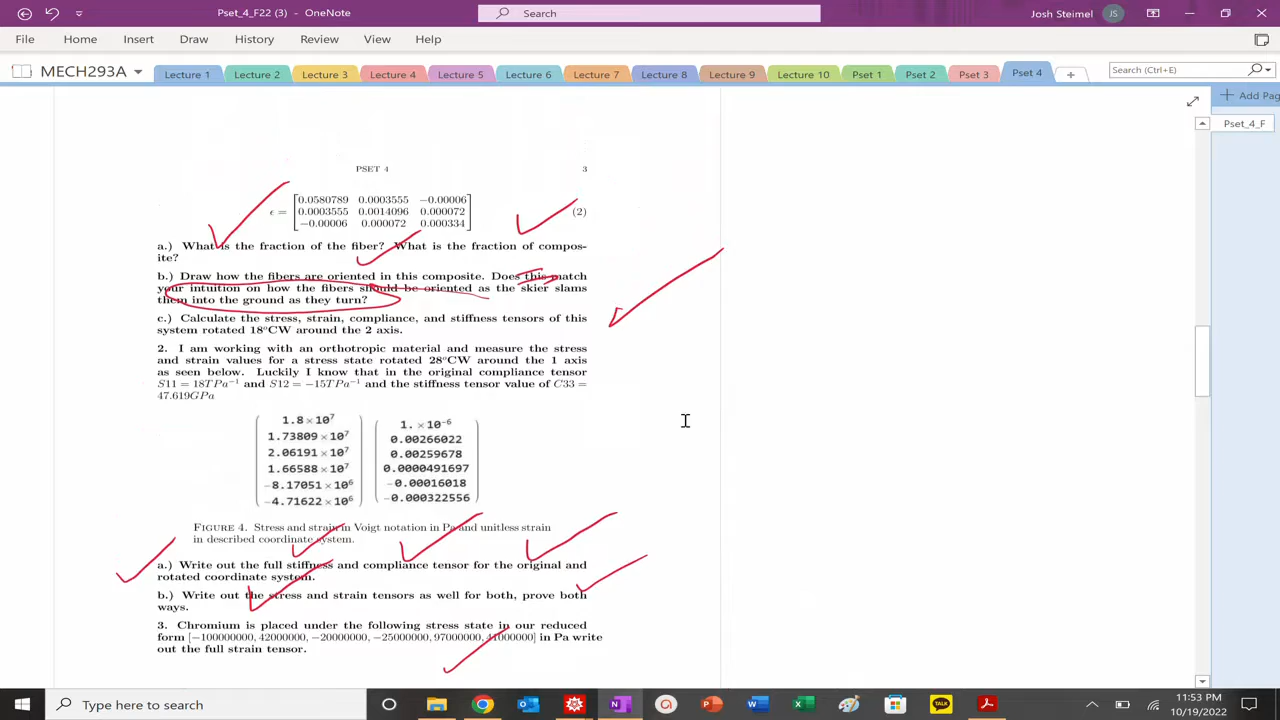 Pset_4_F22 (3) - OneNote
Search
Josh Steimel
JS
File Home Insert Draw History Review View Help
MECH293A
Lecture 1 Lecture 2 Lecture 3 Lecture 4 Lecture 5 Lecture 6 Lecture 7 Lecture 8 Lecture 9 Lecture 10 Pset 1 Pset 2 Pset 3 Pset 4
Search (Ctrl+E)
Add Pag
Pset_4_F
PSET 4 3
0.0580789 0.0003555 −0.00006
ϵ = 0.0003555 0.0014096 0.000072 (2)
−0.00006 0.000072 0.000334
a.) What is the fraction of the fiber? What is the fraction of compos-
ite?
b.) Draw how the fibers are oriented in this composite. Does this match
your intuition on how the fibers should be oriented as the skier slams
them into the ground as they turn?
c.) Calculate the stress, strain, compliance, and stiffness tensors of this
system rotated 18°CW around the 2 axis.
2. I am working with an orthotropic material and measure the stress
and strain values for a stress state rotated 28°CW around the 1 axis
as seen below. Luckily I know that in the original compliance tensor
S11 = 18TPa⁻¹ and S12 = −15TPa⁻¹ and the stiffness tensor value of C33 =
47.619GPa
1.8×10⁷ 1.×10⁻⁶
1.73809×10⁷ 0.00266022
2.06191×10⁷ 0.00259678
1.66588×10⁷ 0.0000491697
-8.17051×10⁶ -0.00016018
-4.71622×10⁶ -0.000322556
FIGURE 4. Stress and strain in Voigt notation in Pa and unitless strain
in described coordinate system.
a.) Write out the full stiffness and compliance tensor for the original and
rotated coordinate system.
b.) Write out the stress and strain tensors as well for both, prove both
ways.
3. Chromium is placed under the following stress state in our reduced
form [−100000000, 42000000, −20000000, −25000000, 97000000, 41000000] in Pa write
out the full strain tensor.
Type here to search
TALK
11:53 PM
10/19/2022